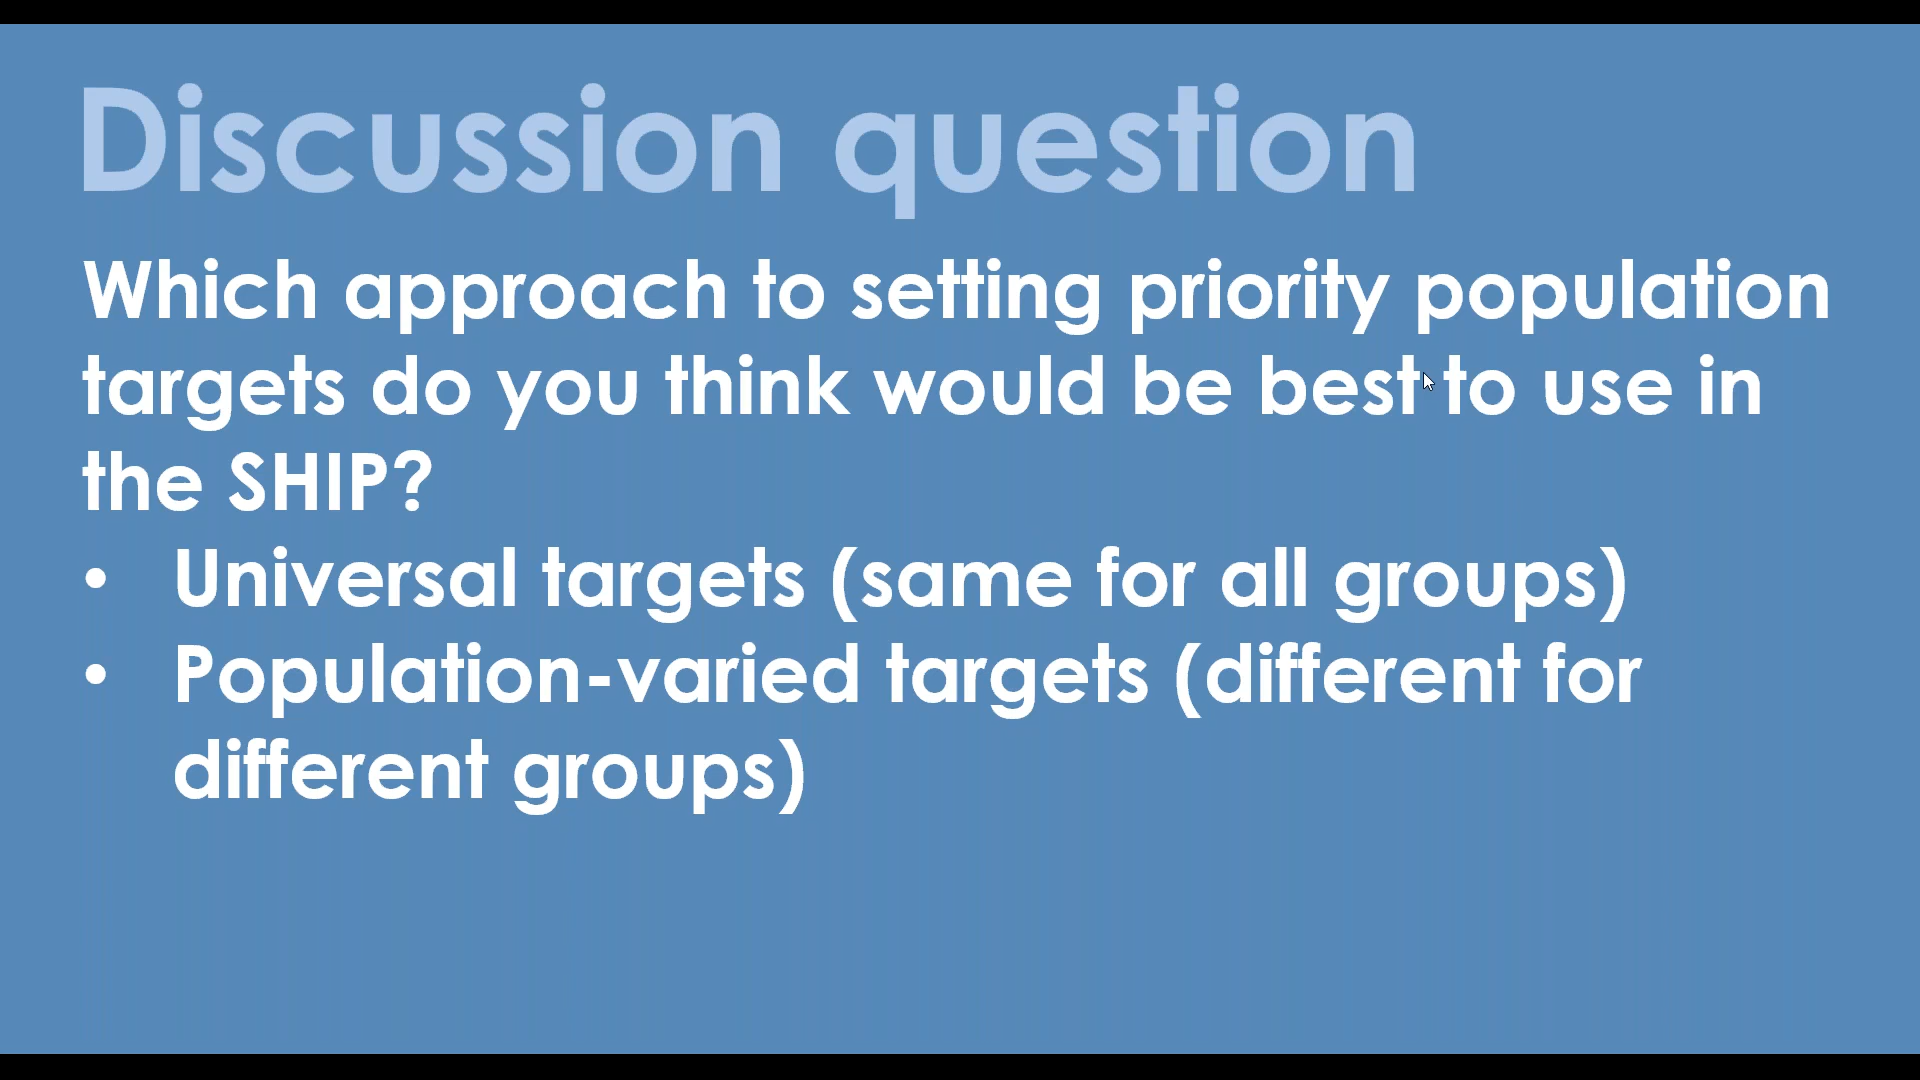 Discussion question
Which approach to setting priority population
targets do you think would be best to use in
the SHIP?
• Universal targets (same for all groups)
• Population-varied targets (different for
different groups)